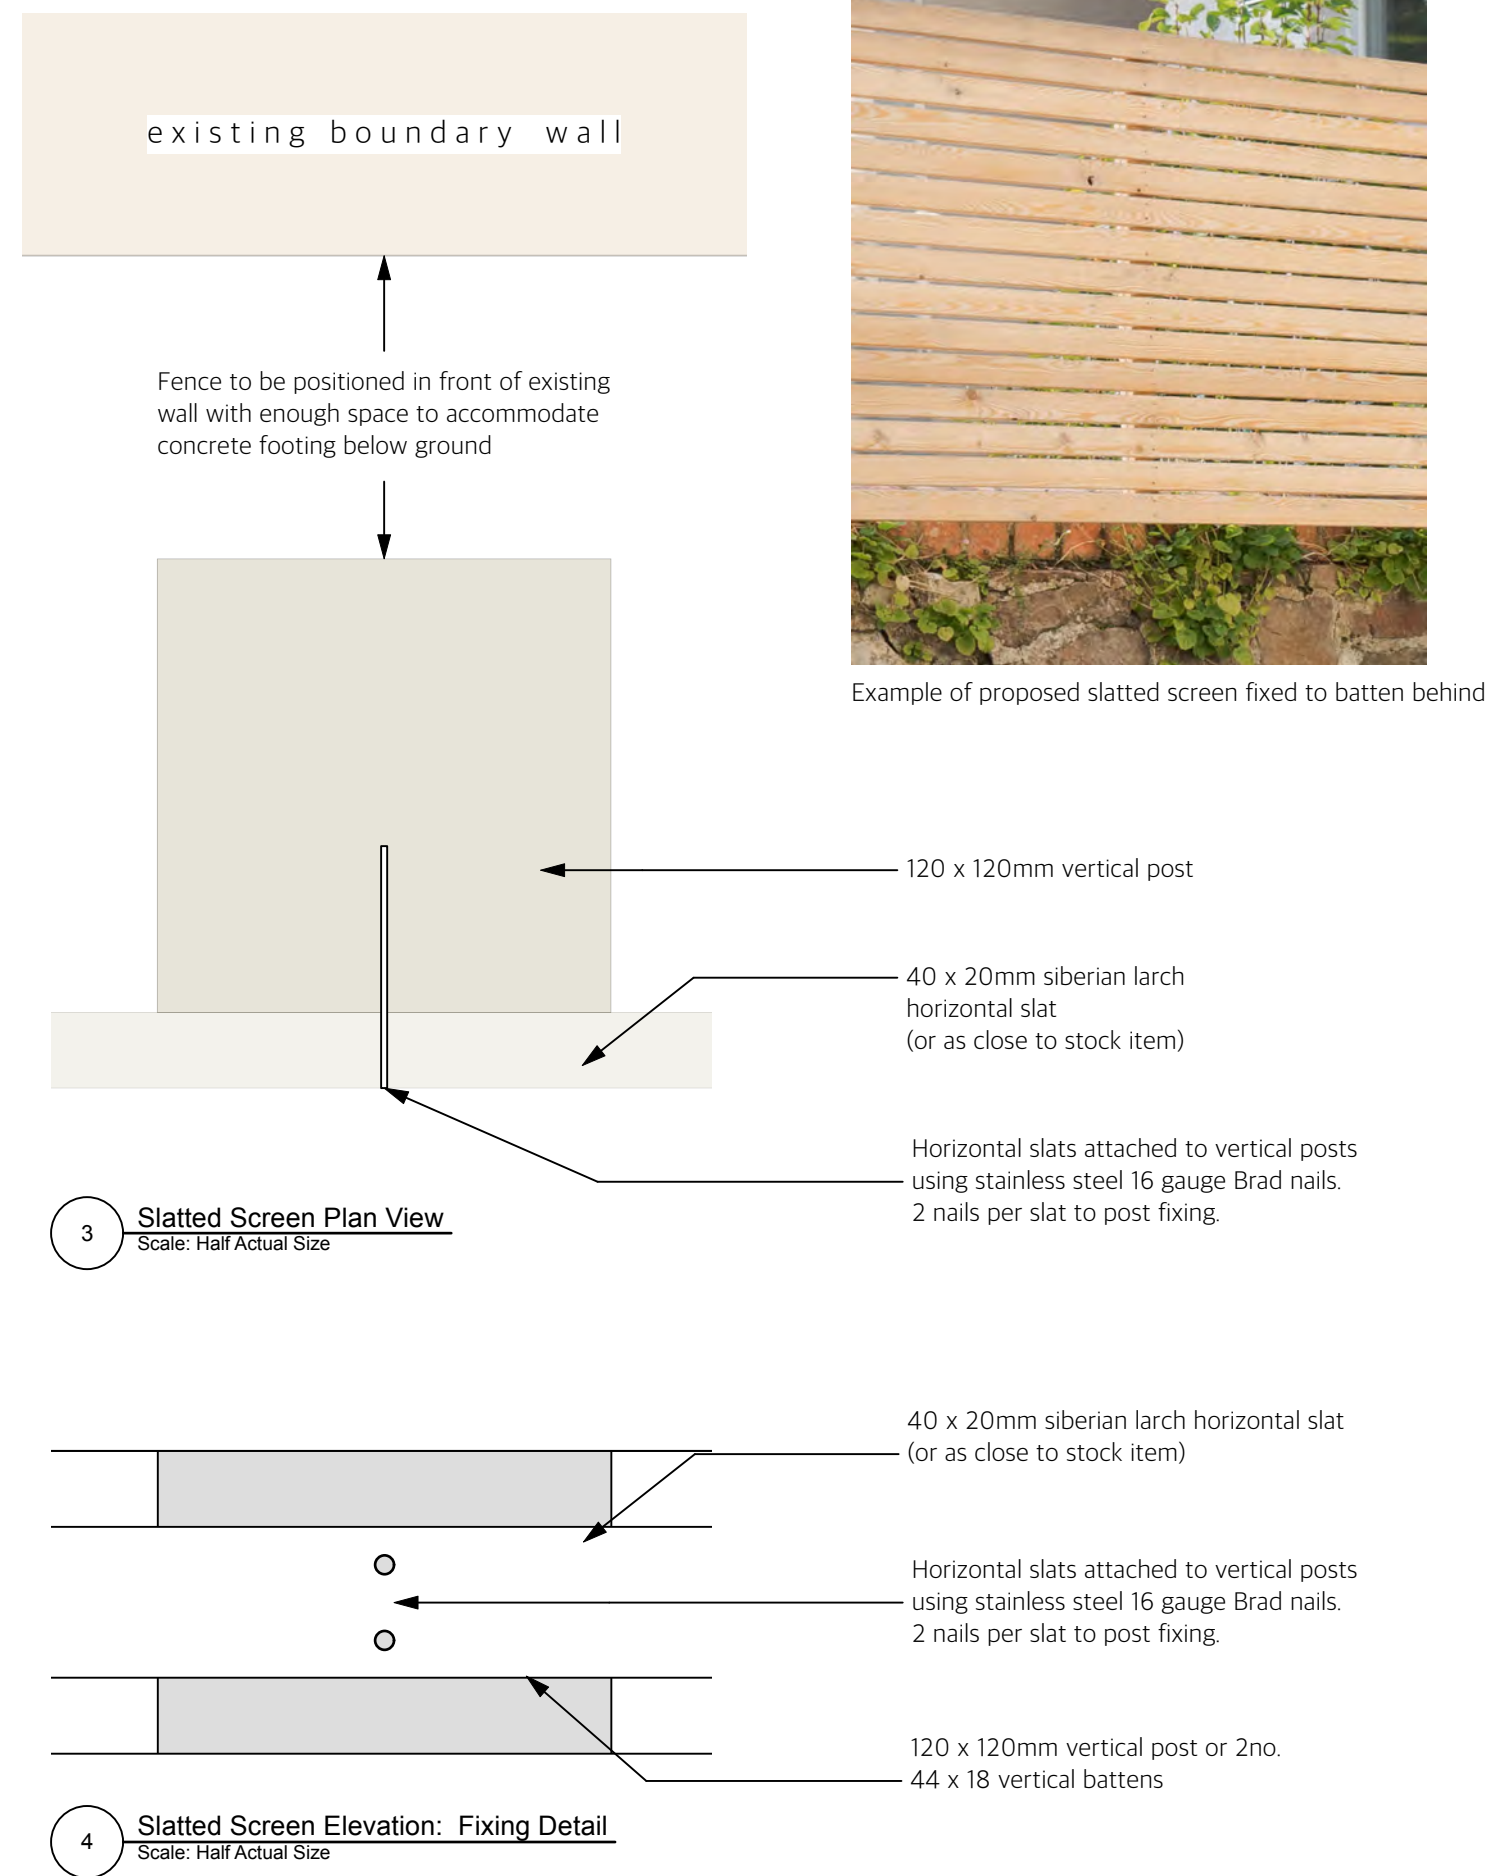 existing boundary wall
Fence to be positioned in front of existing
wall with enough space to accommodate
concrete footing below ground
Example of proposed slatted screen fixed to batten behind
120 x 120mm vertical post
40 x 20mm siberian larch
horizontal slat
(or as close to stock item)
Horizontal slats attached to vertical posts
using stainless steel 16 gauge Brad nails.
2 nails per slat to post fixing.
3
Slatted Screen Plan View
Scale: Half Actual Size
40 x 20mm siberian larch horizontal slat
(or as close to stock item)
Horizontal slats attached to vertical posts
using stainless steel 16 gauge Brad nails.
2 nails per slat to post fixing.
120 x 120mm vertical post or 2no.
44 x 18 vertical battens
4
Slatted Screen Elevation: Fixing Detail
Scale: Half Actual Size